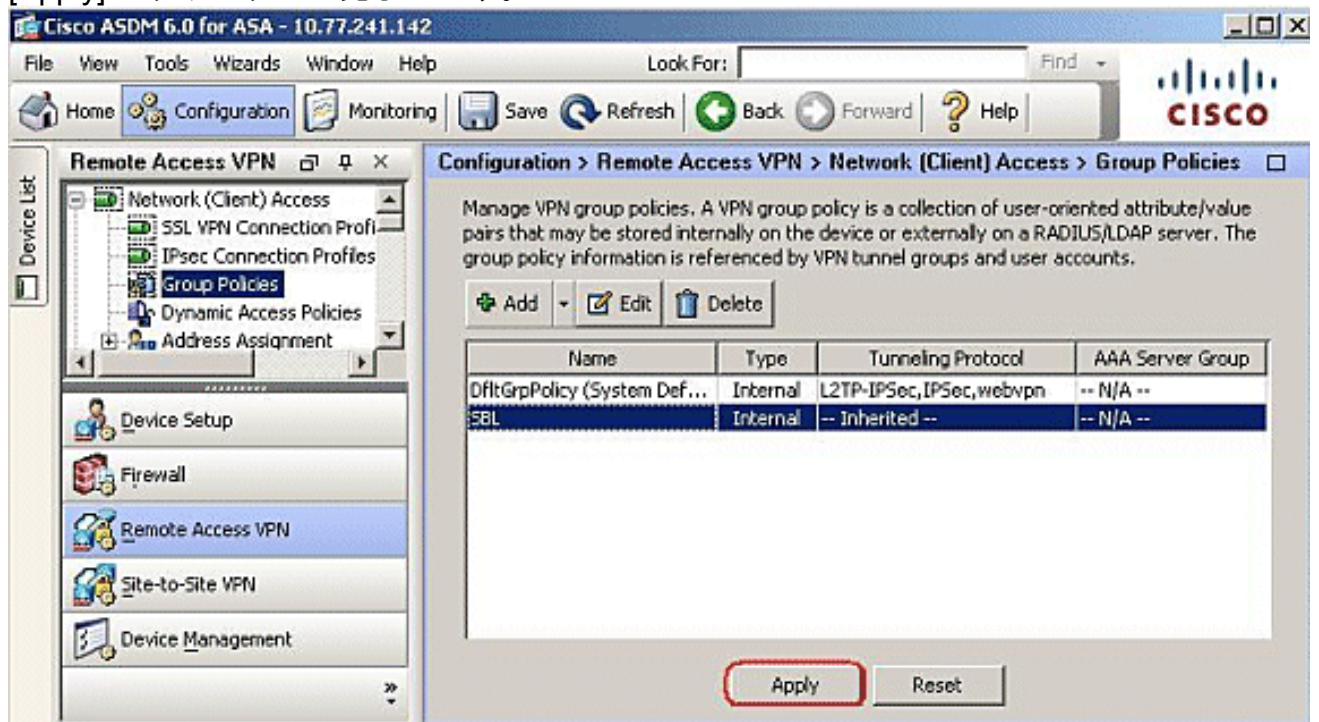 Cisco ASDM 6.0 for ASA - 10.77.241.142
File View Tools Wizards Window Help Look For: Find
Home Configuration Monitoring Save Refresh Back Forward Help
CISCO
Device List
Remote Access VPN
Network (Client) Access
SSL VPN Connection Profi
IPsec Connection Profiles
Group Policies
Dynamic Access Policies
Address Assignment
Device Setup
Firewall
Remote Access VPN
Site-to-Site VPN
Device Management
Configuration > Remote Access VPN > Network (Client) Access > Group Policies
Manage VPN group policies. A VPN group policy is a collection of user-oriented attribute/value
pairs that may be stored internally on the device or externally on a RADIUS/LDAP server. The
group policy information is referenced by VPN tunnel groups and user accounts.
Add Edit Delete
Name Type Tunneling Protocol AAA Server Group
DfltGrpPolicy (System Def... Internal L2TP-IPSec,IPSec,webvpn -- N/A --
SBL Internal -- Inherited -- -- N/A --
Apply Reset